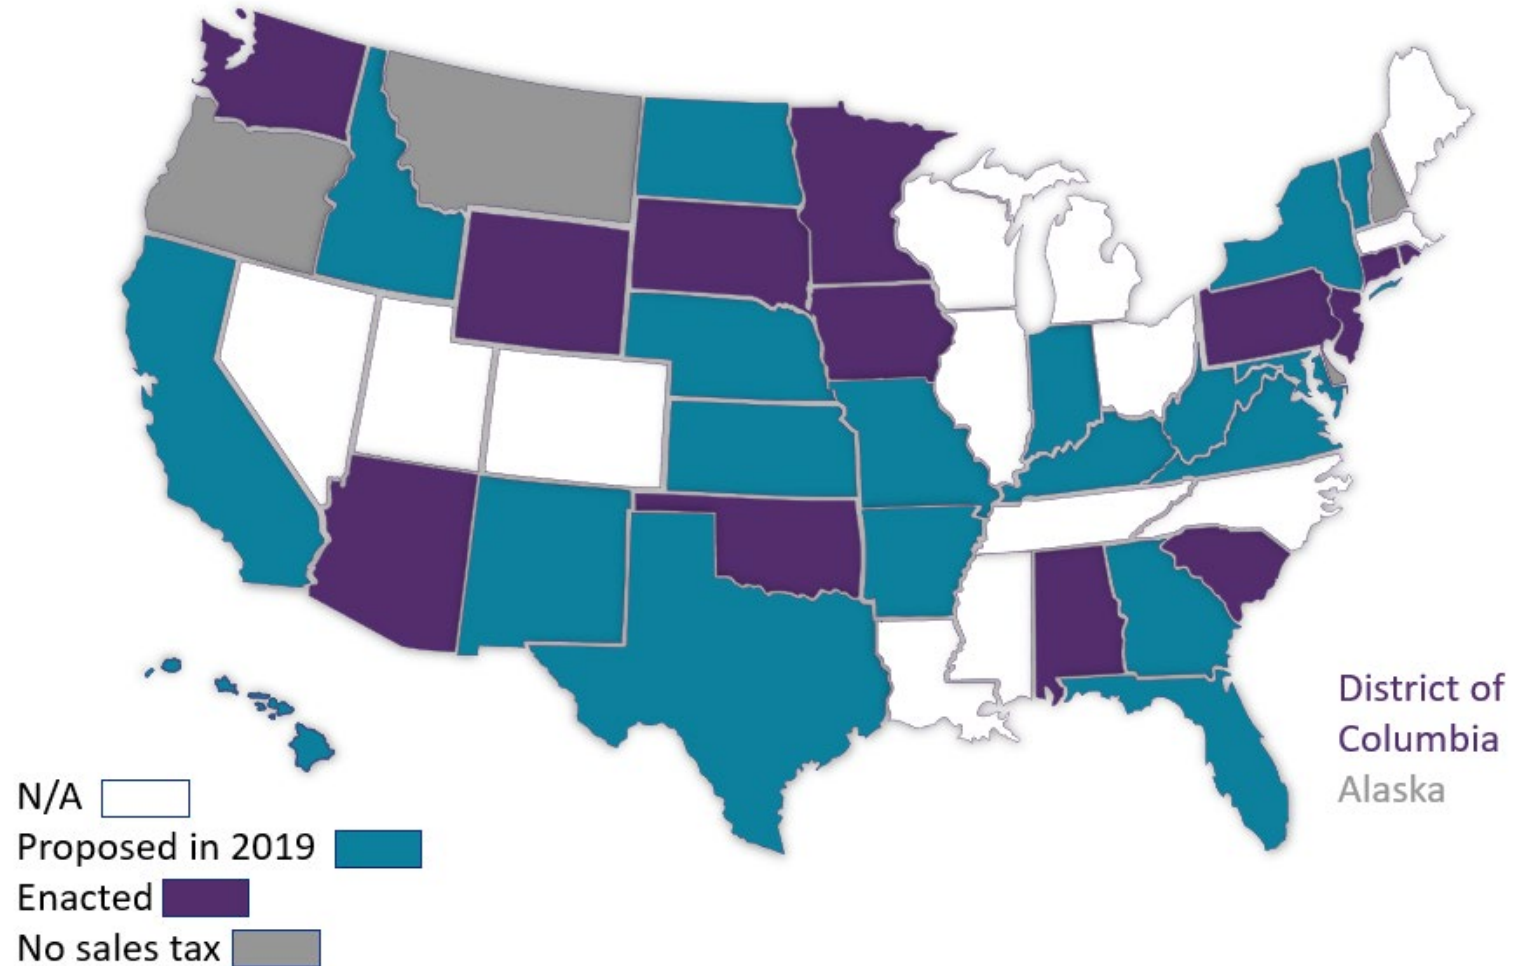 District of
Columbia
Alaska
N/A
Proposed in 2019
Enacted
No sales tax